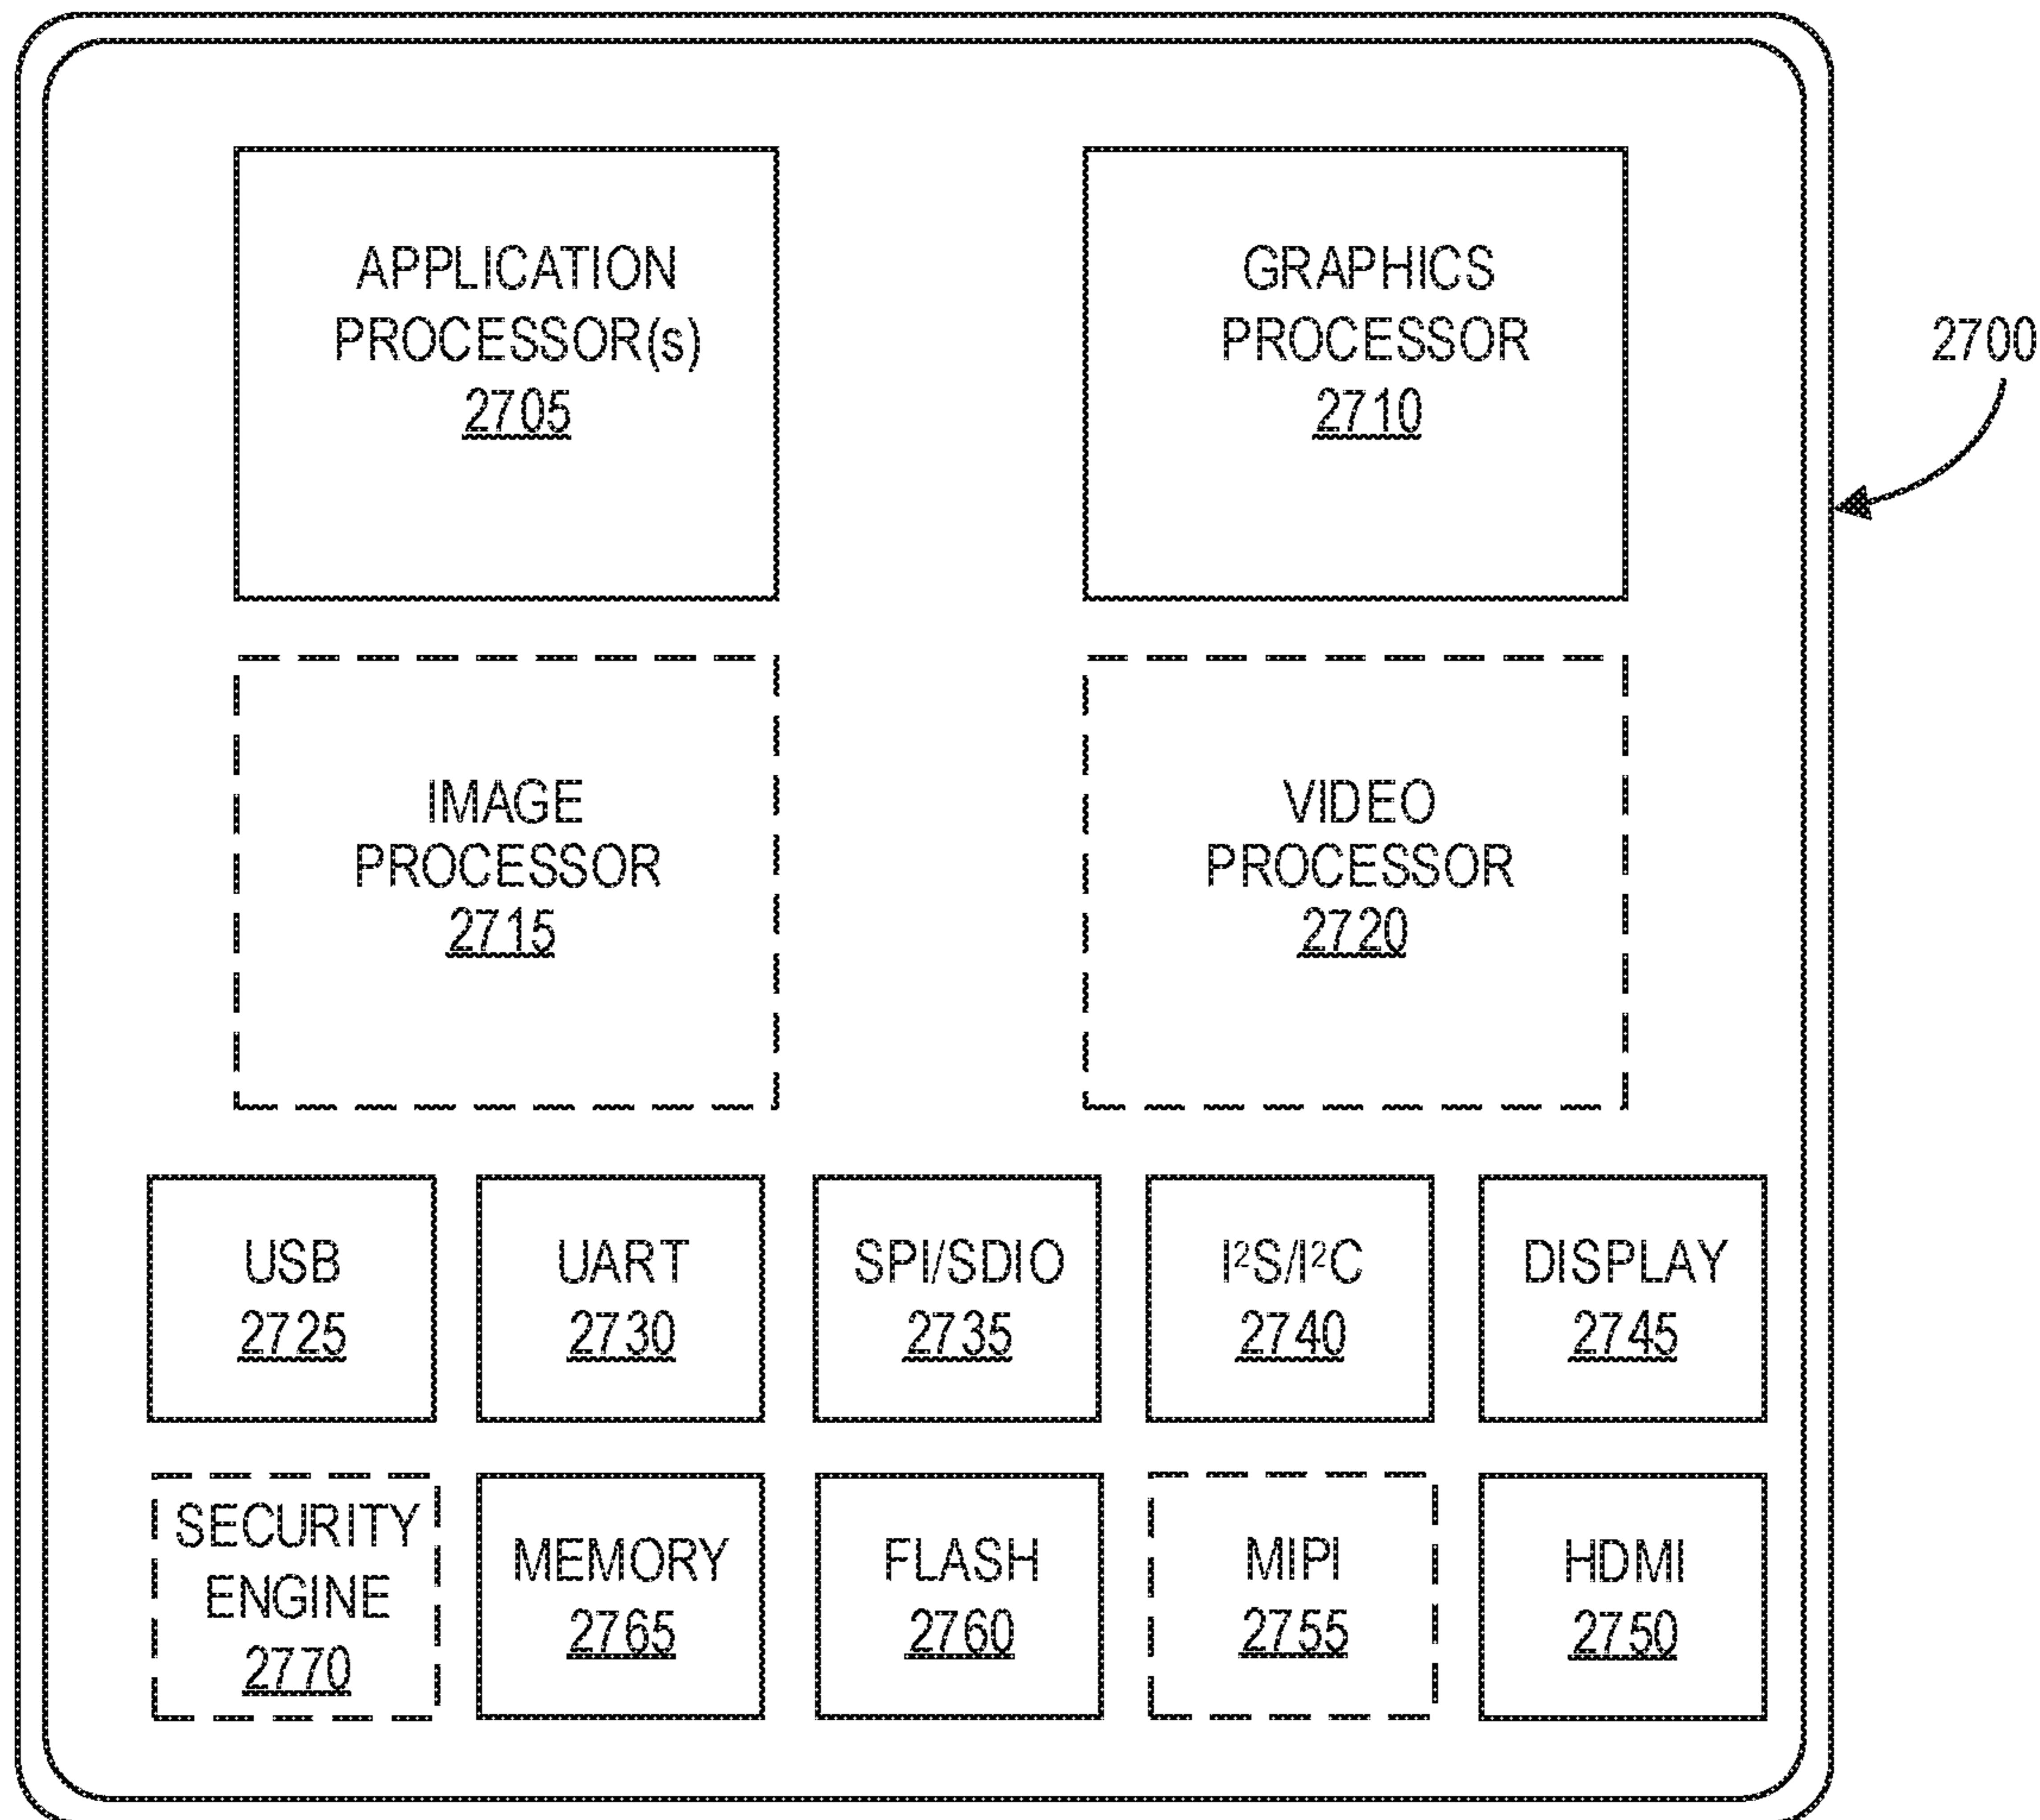 APPLICATION
PROCESSOR(s)
2705
GRAPHICS
PROCESSOR
2710
2700
IMAGE
PROCESSOR
2715
VIDEO
PROCESSOR
2720
USB
2725
UART
2730
SPI/SDIO
2735
I²S/I²C
2740
DISPLAY
2745
SECURITY
ENGINE
2770
MEMORY
2765
FLASH
2760
MIPI
2755
HDMI
2750